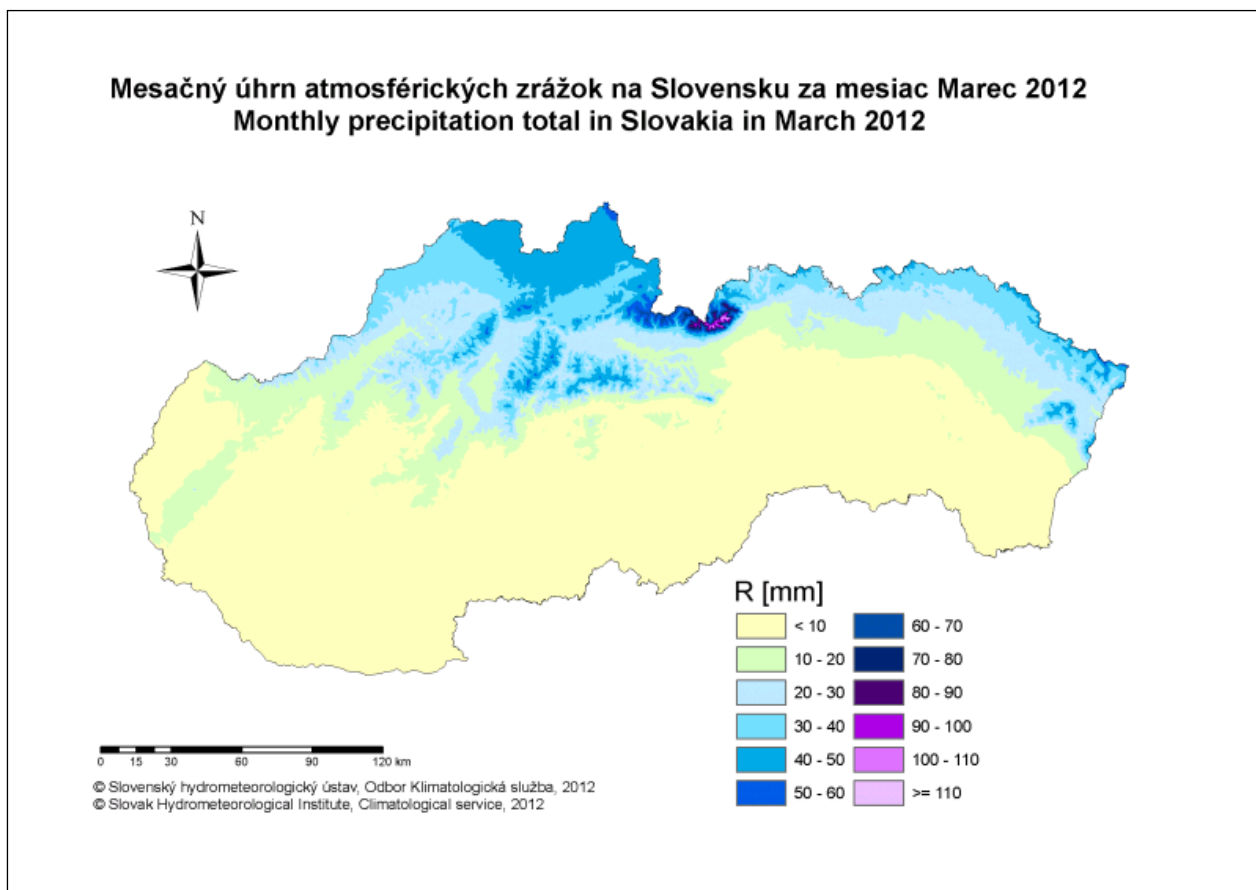 Mesačný úhrn atmosférických zrážok na Slovensku za mesiac Marec 2012
Monthly precipitation total in Slovakia in March 2012
N
R [mm]
< 10
10 - 20
20 - 30
30 - 40
40 - 50
50 - 60
60 - 70
70 - 80
80 - 90
90 - 100
100 - 110
>= 110
0 15 30 60 90 120 km
© Slovenský hydrometeorologický ústav, Odbor Klimatologická služba, 2012
© Slovak Hydrometeorological Institute, Climatological service, 2012